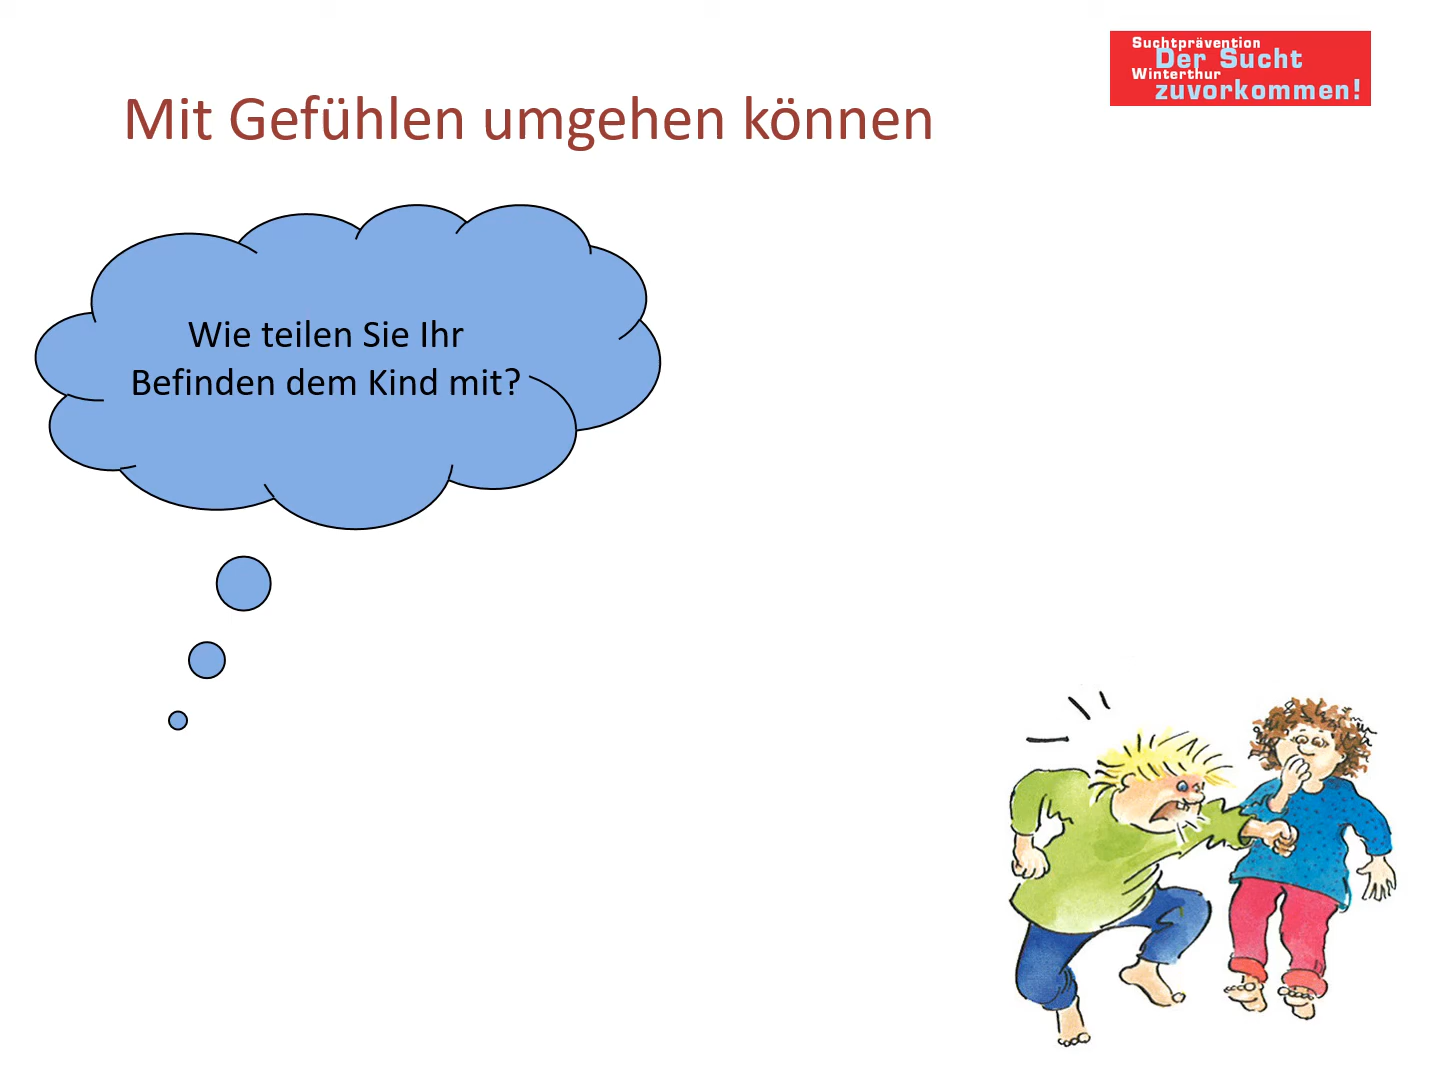 Suchtprävention
Der Sucht
Winterthur
zuvorkommen!
Mit Gefühlen umgehen können
Wie teilen Sie Ihr
Befinden dem Kind mit?